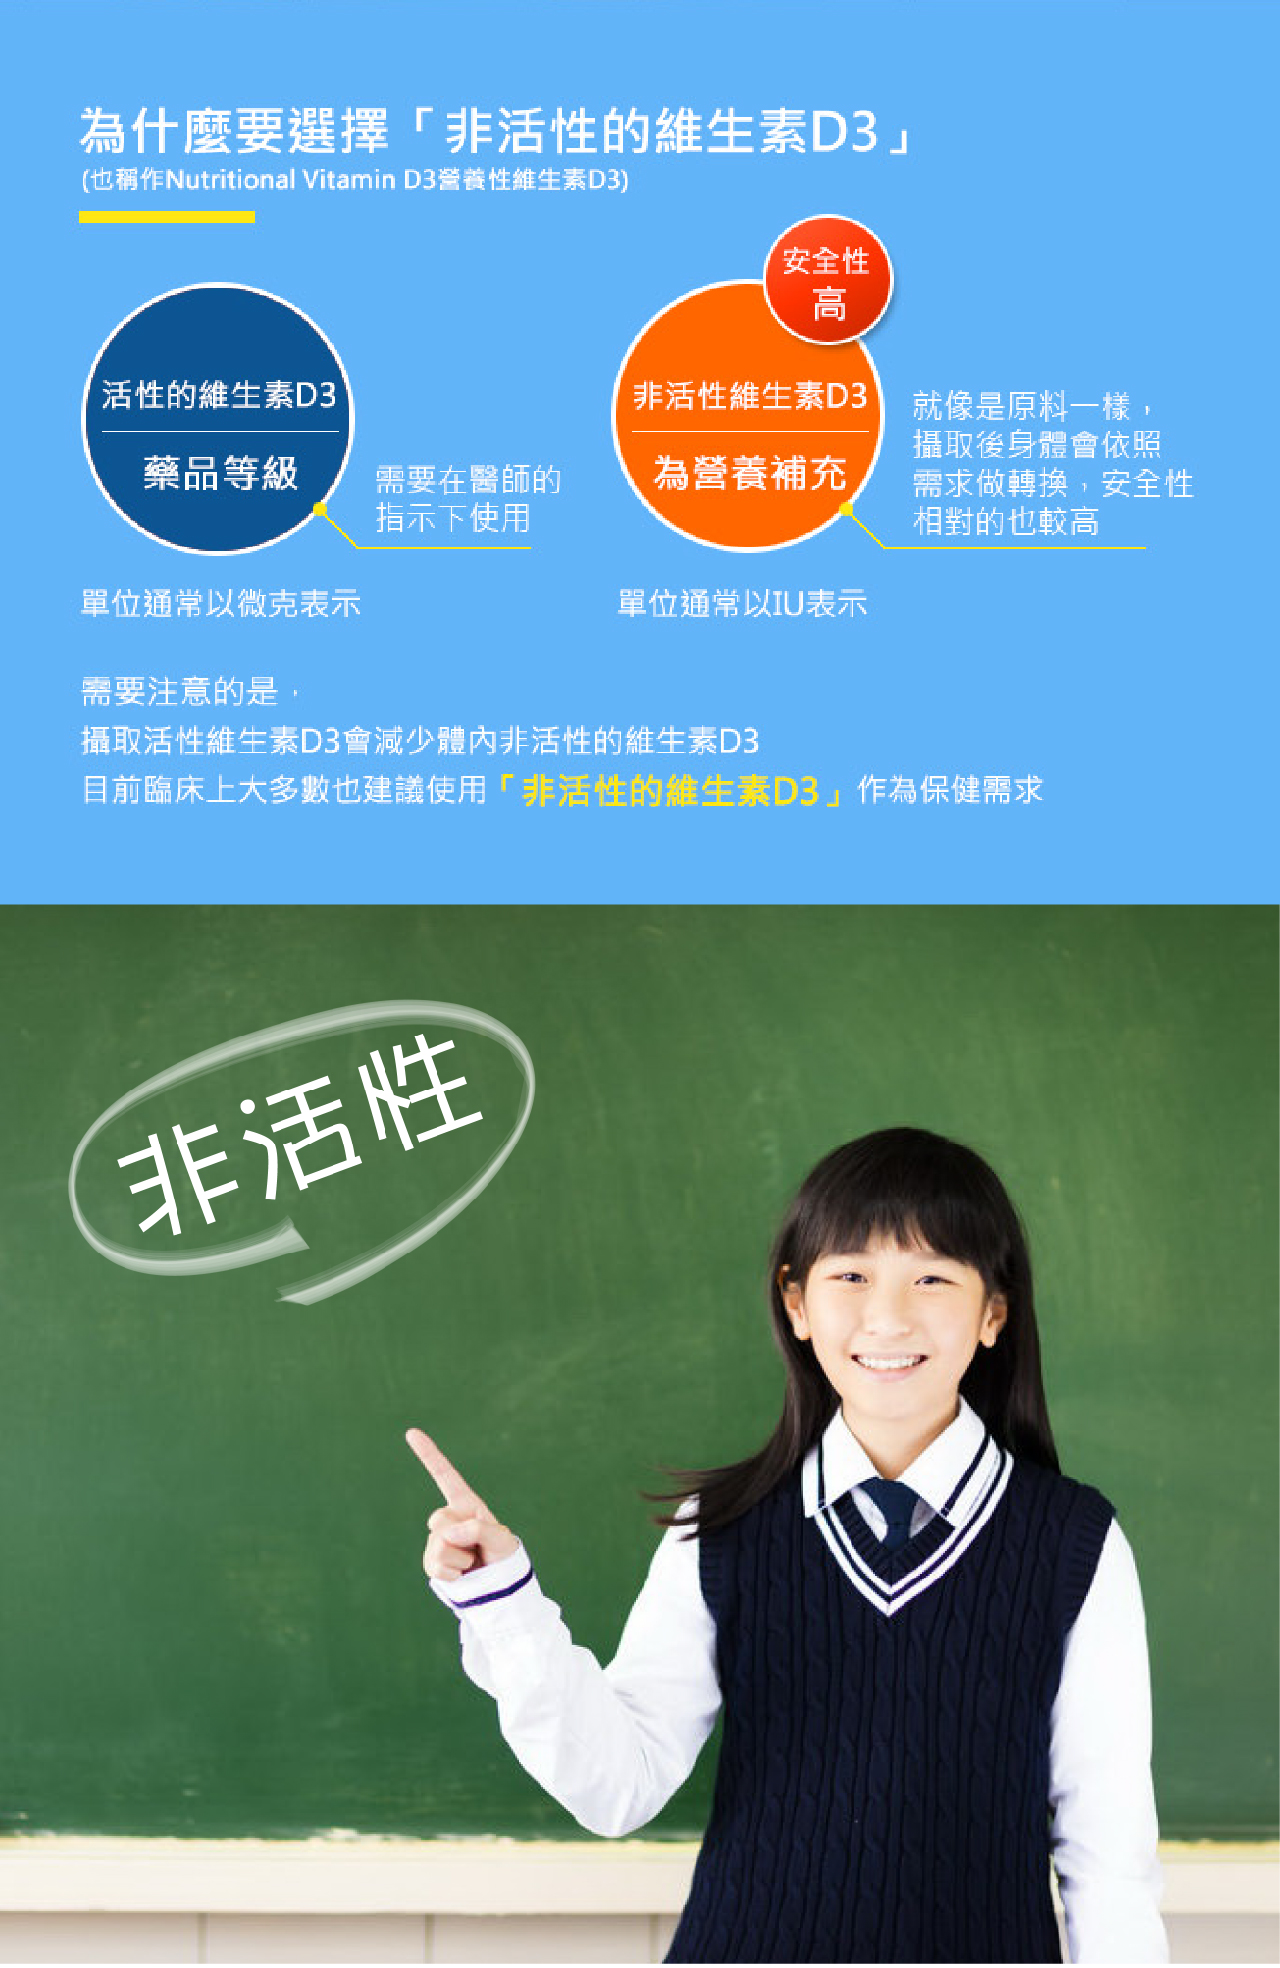 為什麼要選擇「非活性的維生素D3」
(也稱作Nutritional Vitamin D3營養性維生素D3)
活性的維生素D3
藥品等級
需要在醫師的
指示下使用
單位通常以微克表示
安全性
高
非活性維生素D3
為營養補充
就像是原料一樣，
攝取後身體會依照
需求做轉換，安全性
相對的也較高
單位通常以IU表示
需要注意的是，
攝取活性維生素D3會減少體內非活性的維生素D3
目前臨床上大多數也建議使用「非活性的維生素D3」作為保健需求
非活性